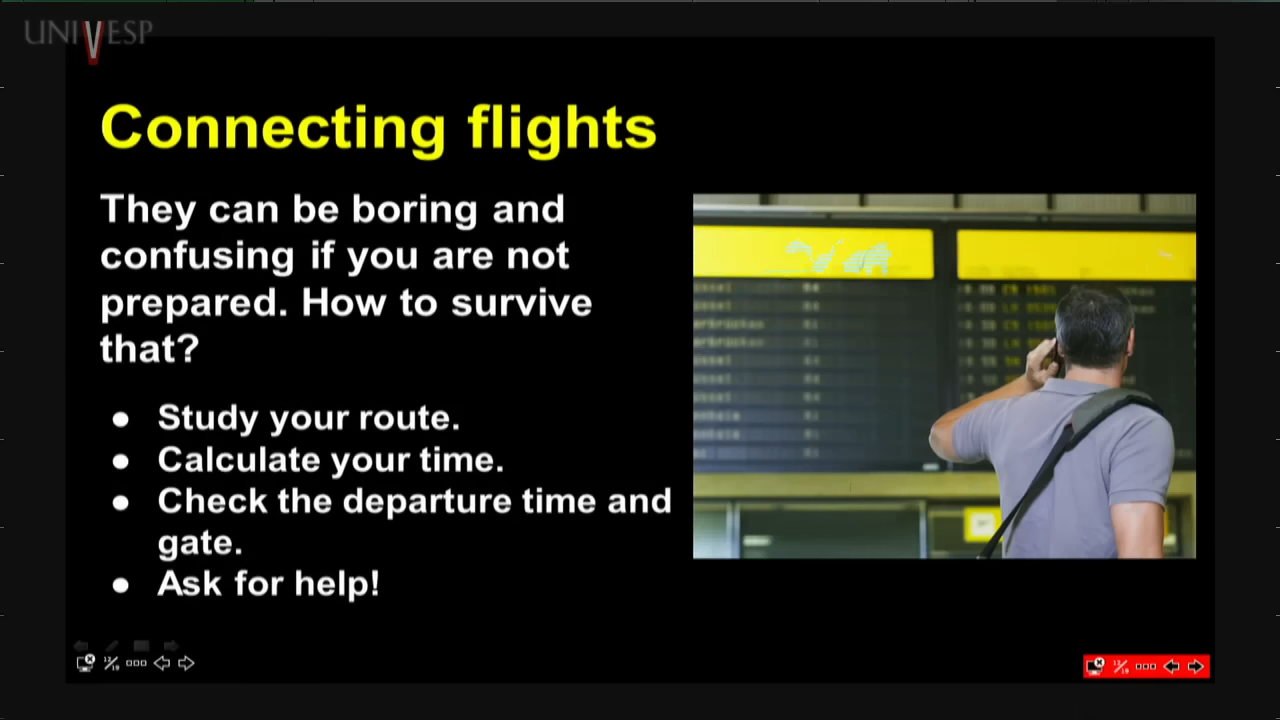 UNIVESP
Connecting flights
They can be boring and
confusing if you are not
prepared. How to survive
that?
● Study your route.
● Calculate your time.
● Check the departure time and
gate.
● Ask for help!